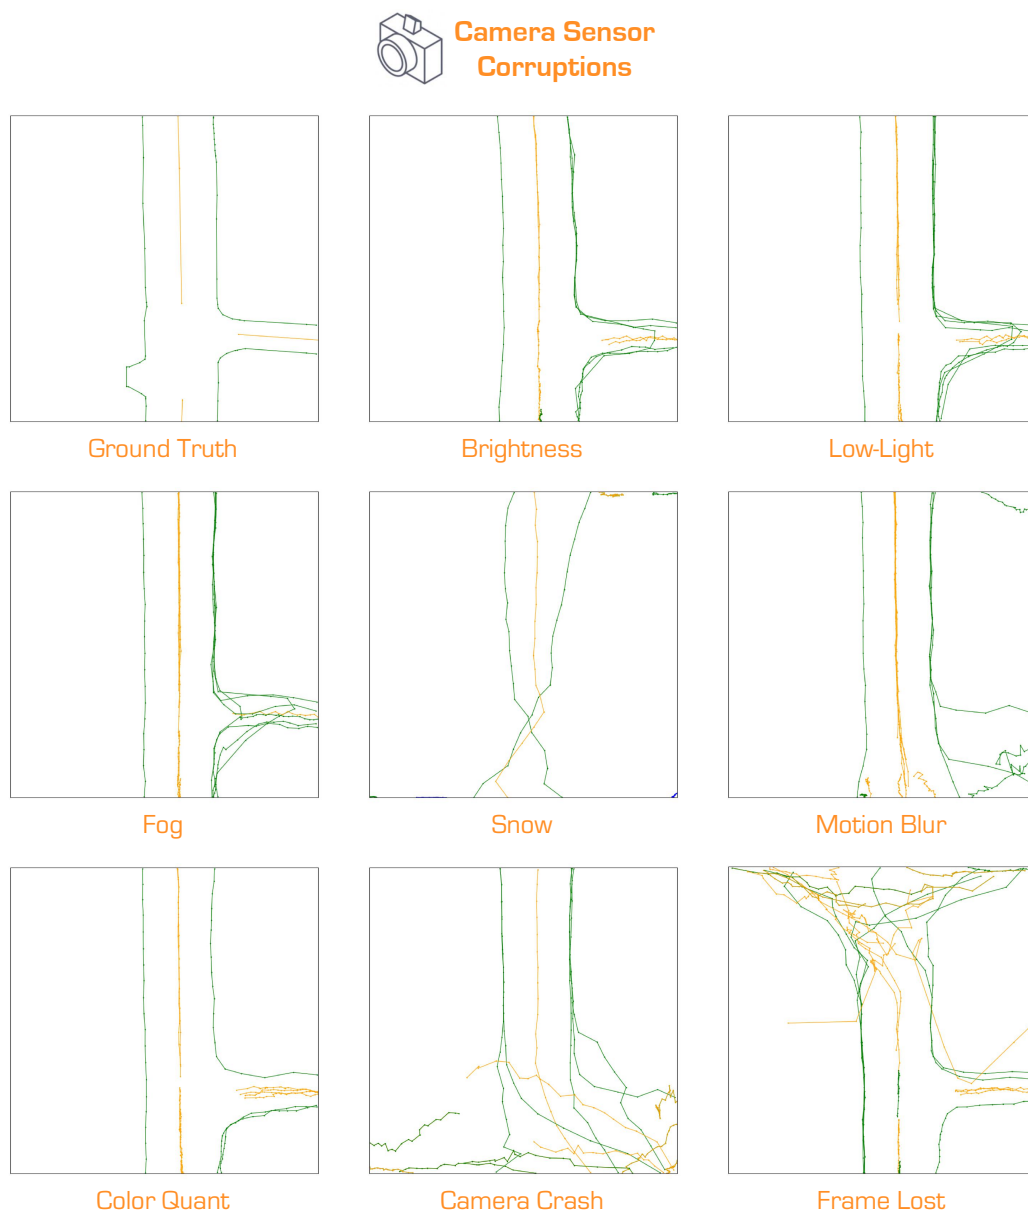 Camera Sensor
Corruptions
Ground Truth
Brightness
Low-Light
Fog
Snow
Motion Blur
Color Quant
Camera Crash
Frame Lost